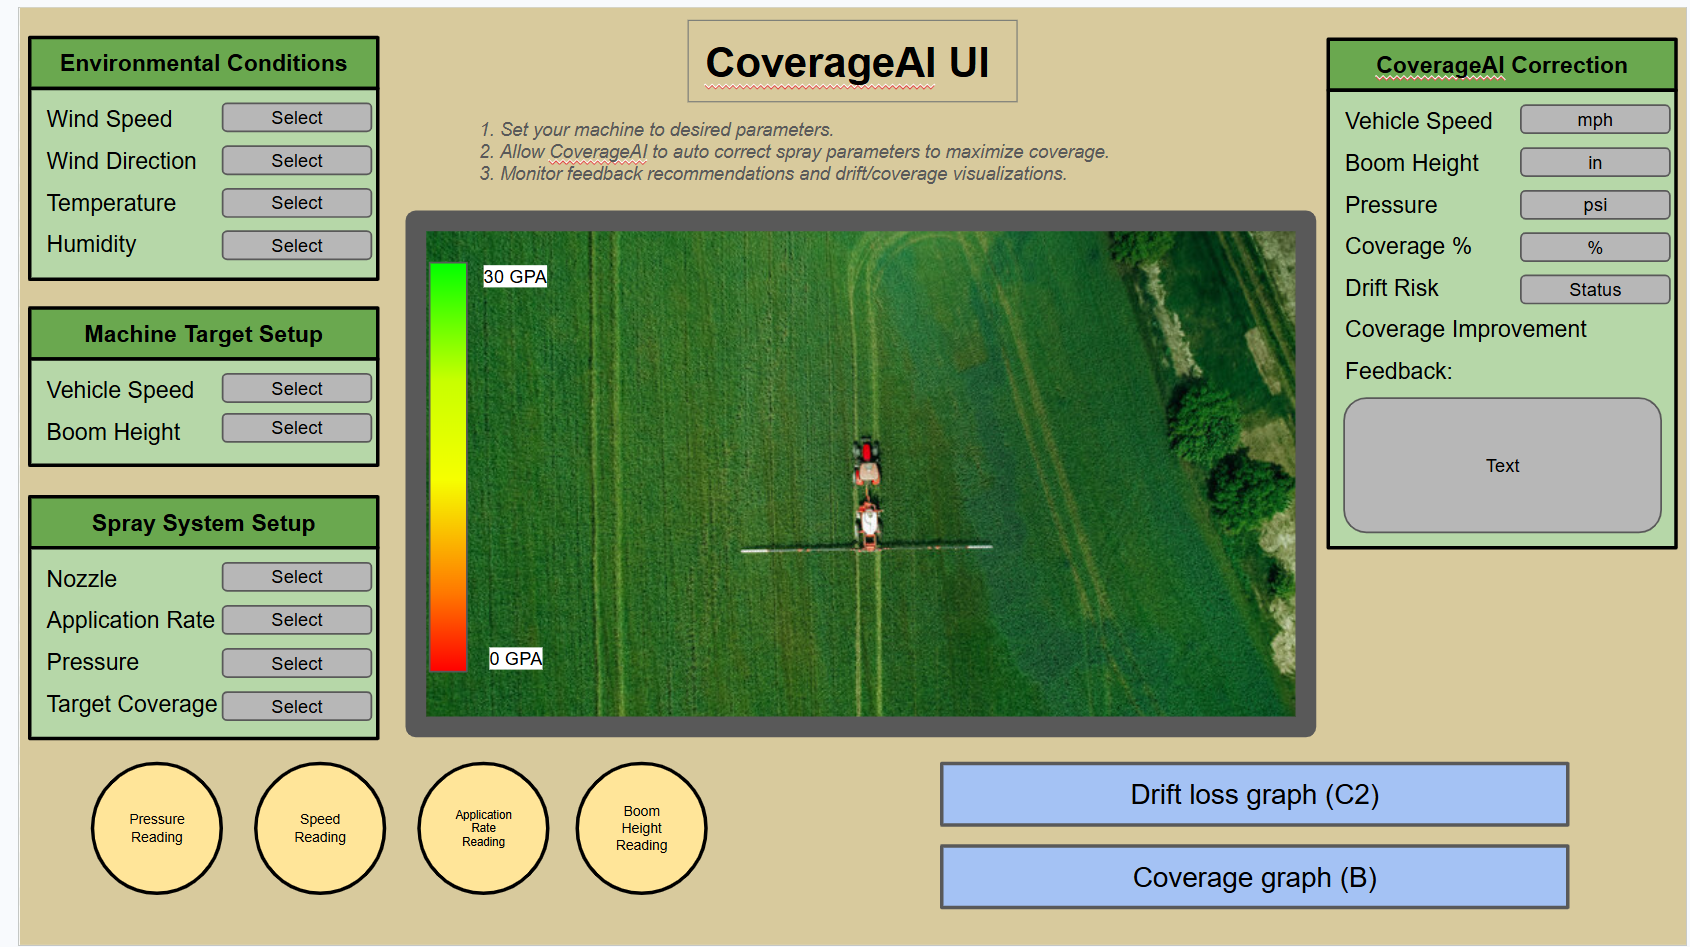 CoverageAI UI
1. Set your machine to desired parameters.
2. Allow CoverageAI to auto correct spray parameters to maximize coverage.
3. Monitor feedback recommendations and drift/coverage visualizations.
Environmental Conditions
Wind Speed Select
Wind Direction Select
Temperature Select
Humidity Select
Machine Target Setup
Vehicle Speed Select
Boom Height Select
Spray System Setup
Nozzle Select
Application Rate Select
Pressure Select
Target Coverage Select
30 GPA
0 GPA
CoverageAI Correction
Vehicle Speed mph
Boom Height in
Pressure psi
Coverage % %
Drift Risk Status
Coverage Improvement
Feedback:
Text
Pressure
Reading
Speed
Reading
Application
Rate
Reading
Boom
Height
Reading
Drift loss graph (C2)
Coverage graph (B)